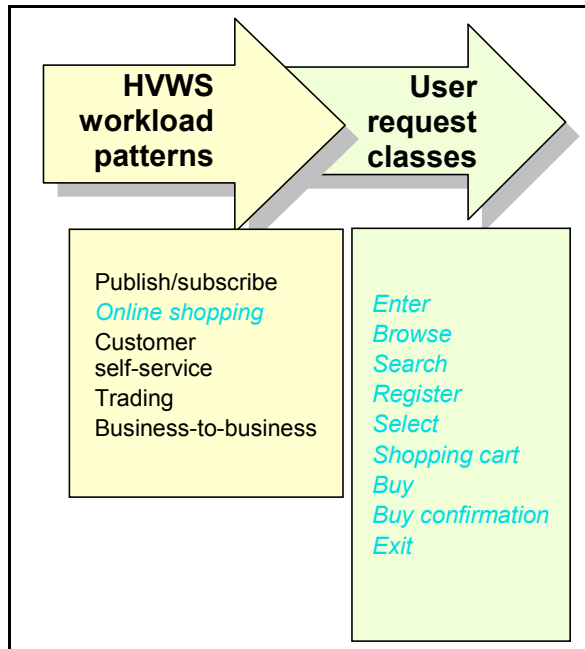 HVWS
workload
patterns
User
request
classes
Publish/subscribe
Online shopping
Customer
self-service
Trading
Business-to-business
Enter
Browse
Search
Register
Select
Shopping cart
Buy
Buy confirmation
Exit